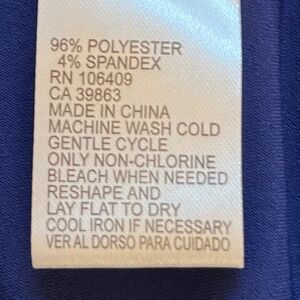 96% POLYESTER
4% SPANDEX
RN 106409
CA 39863
MADE IN CHINA
MACHINE WASH COLD
GENTLE CYCLE
ONLY NON-CHLORINE
BLEACH WHEN NEEDED
RESHAPE AND
LAY FLAT TO DRY
COOL IRON IF NECESSARY
VER AL DORSO PARA CUIDADO